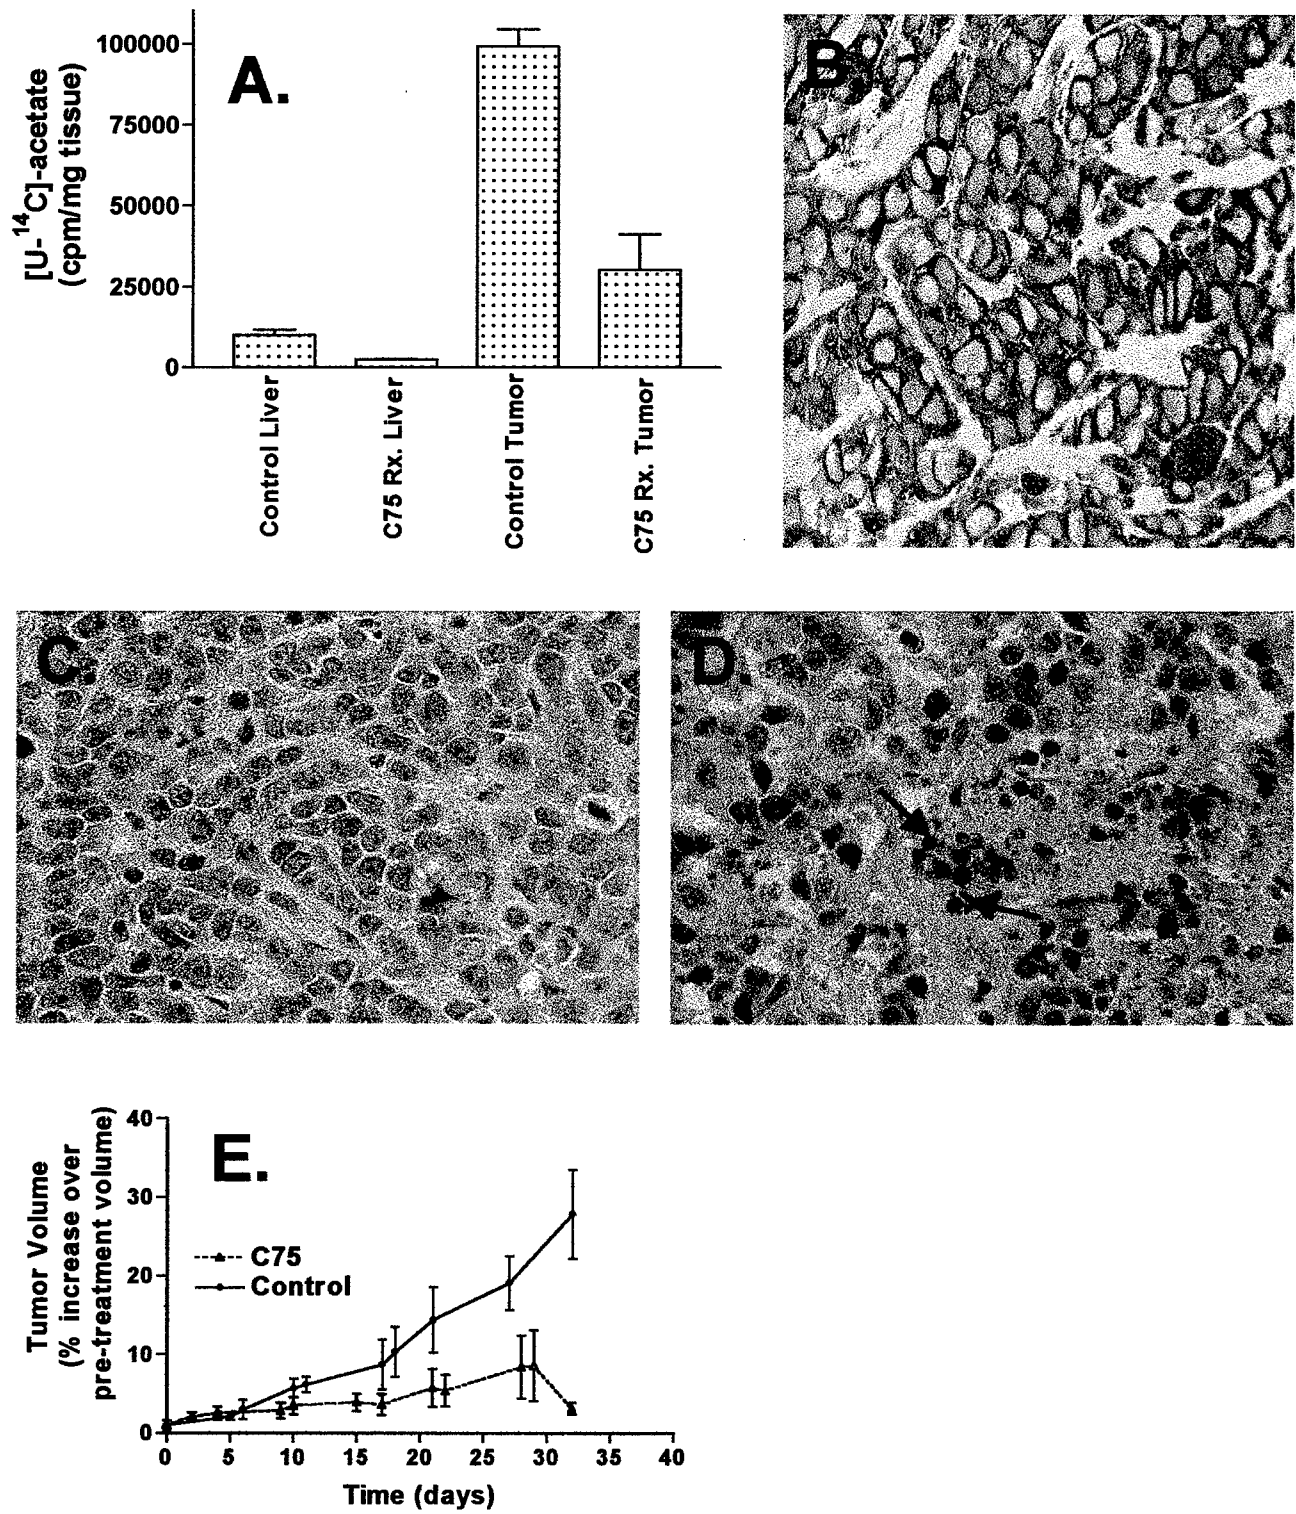 A.
[U-¹⁴C]-acetate
(cpm/mg tissue)
100000
75000
50000
25000
0
Control Liver
C75 Rx. Liver
Control Tumor
C75 Rx. Tumor
B
C
D
E.
Tumor Volume
(% increase over
pre-treatment volume)
40
30
20
10
0
C75
Control
0 5 10 15 20 25 30 35 40
Time (days)